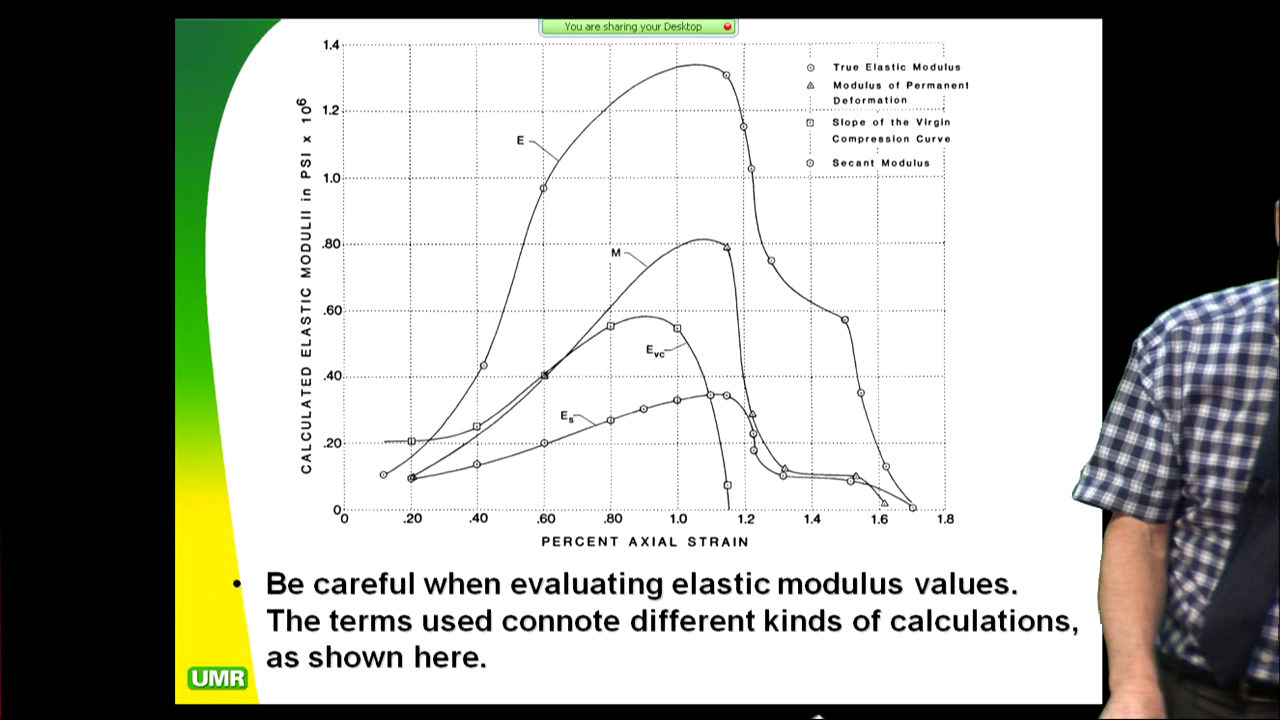 You are sharing your Desktop
1.4
1.2
1.0
.80
.60
.40
.20
0
CALCULATED ELASTIC MODULII in PSI x 10⁶
True Elastic Modulus
Modulus of Permanent
Deformation
Slope of the Virgin
Compression Curve
Secant Modulus
E
M
Evc
Es
0 .20 .40 .60 .80 1.0 1.2 1.4 1.6 1.8
PERCENT AXIAL STRAIN
• Be careful when evaluating elastic modulus values.
The terms used connote different kinds of calculations,
as shown here.
UMR